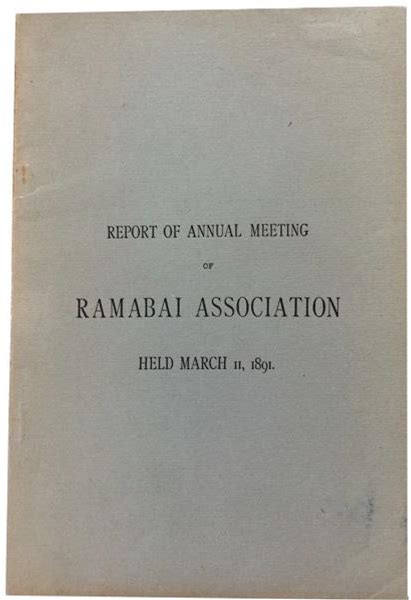 REPORT OF ANNUAL MEETING
OF
RAMABAI ASSOCIATION
HELD MARCH 11, 1891.